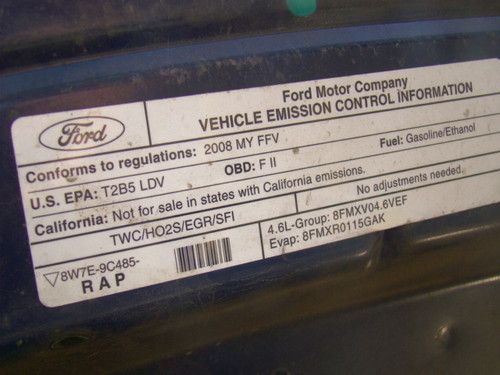 Ford
Ford Motor Company
VEHICLE EMISSION CONTROL INFORMATION
Conforms to regulations: 2008 MY FFV
Fuel: Gasoline/Ethanol
U.S. EPA: T2B5 LDV
OBD: F II
California: Not for sale in states with California emissions.
No adjustments needed.
TWC/HO2S/EGR/SFI
4.6L-Group: 8FMXV04.6VEF
Evap: 8FMXR0115GAK
▽8W7E-9C485-
R A P